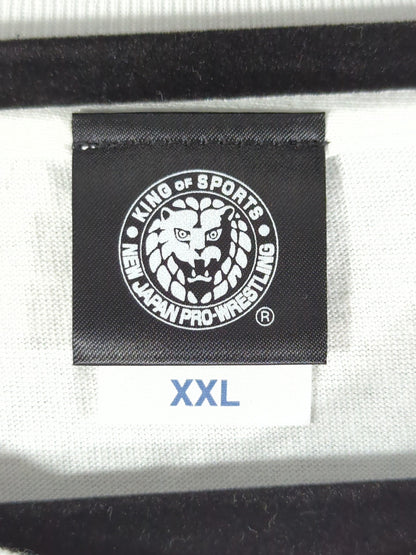 • KING OF SPORTS •
NEW JAPAN PRO-WRESTLING
®
XXL